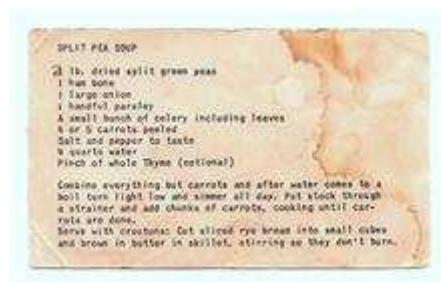 SPLIT PEA SOUP
2 lb. dried split green peas
1 ham bone
1 large onion
1 handful parsley
A small bunch of celery including leaves
4 or 5 carrots peeled
Salt and pepper to taste
quarts water
Pinch of whole Thyme (optional)
Combine everything but carrots and after water comes to a
boil turn light low and simmer all day. Put stock through
a strainer and add chunks of carrots, cooking until car-
rots are done.
Serve with croutons: Cut sliced rye bread into small cubes
and brown in butter in skillet, stirring so they don't burn.